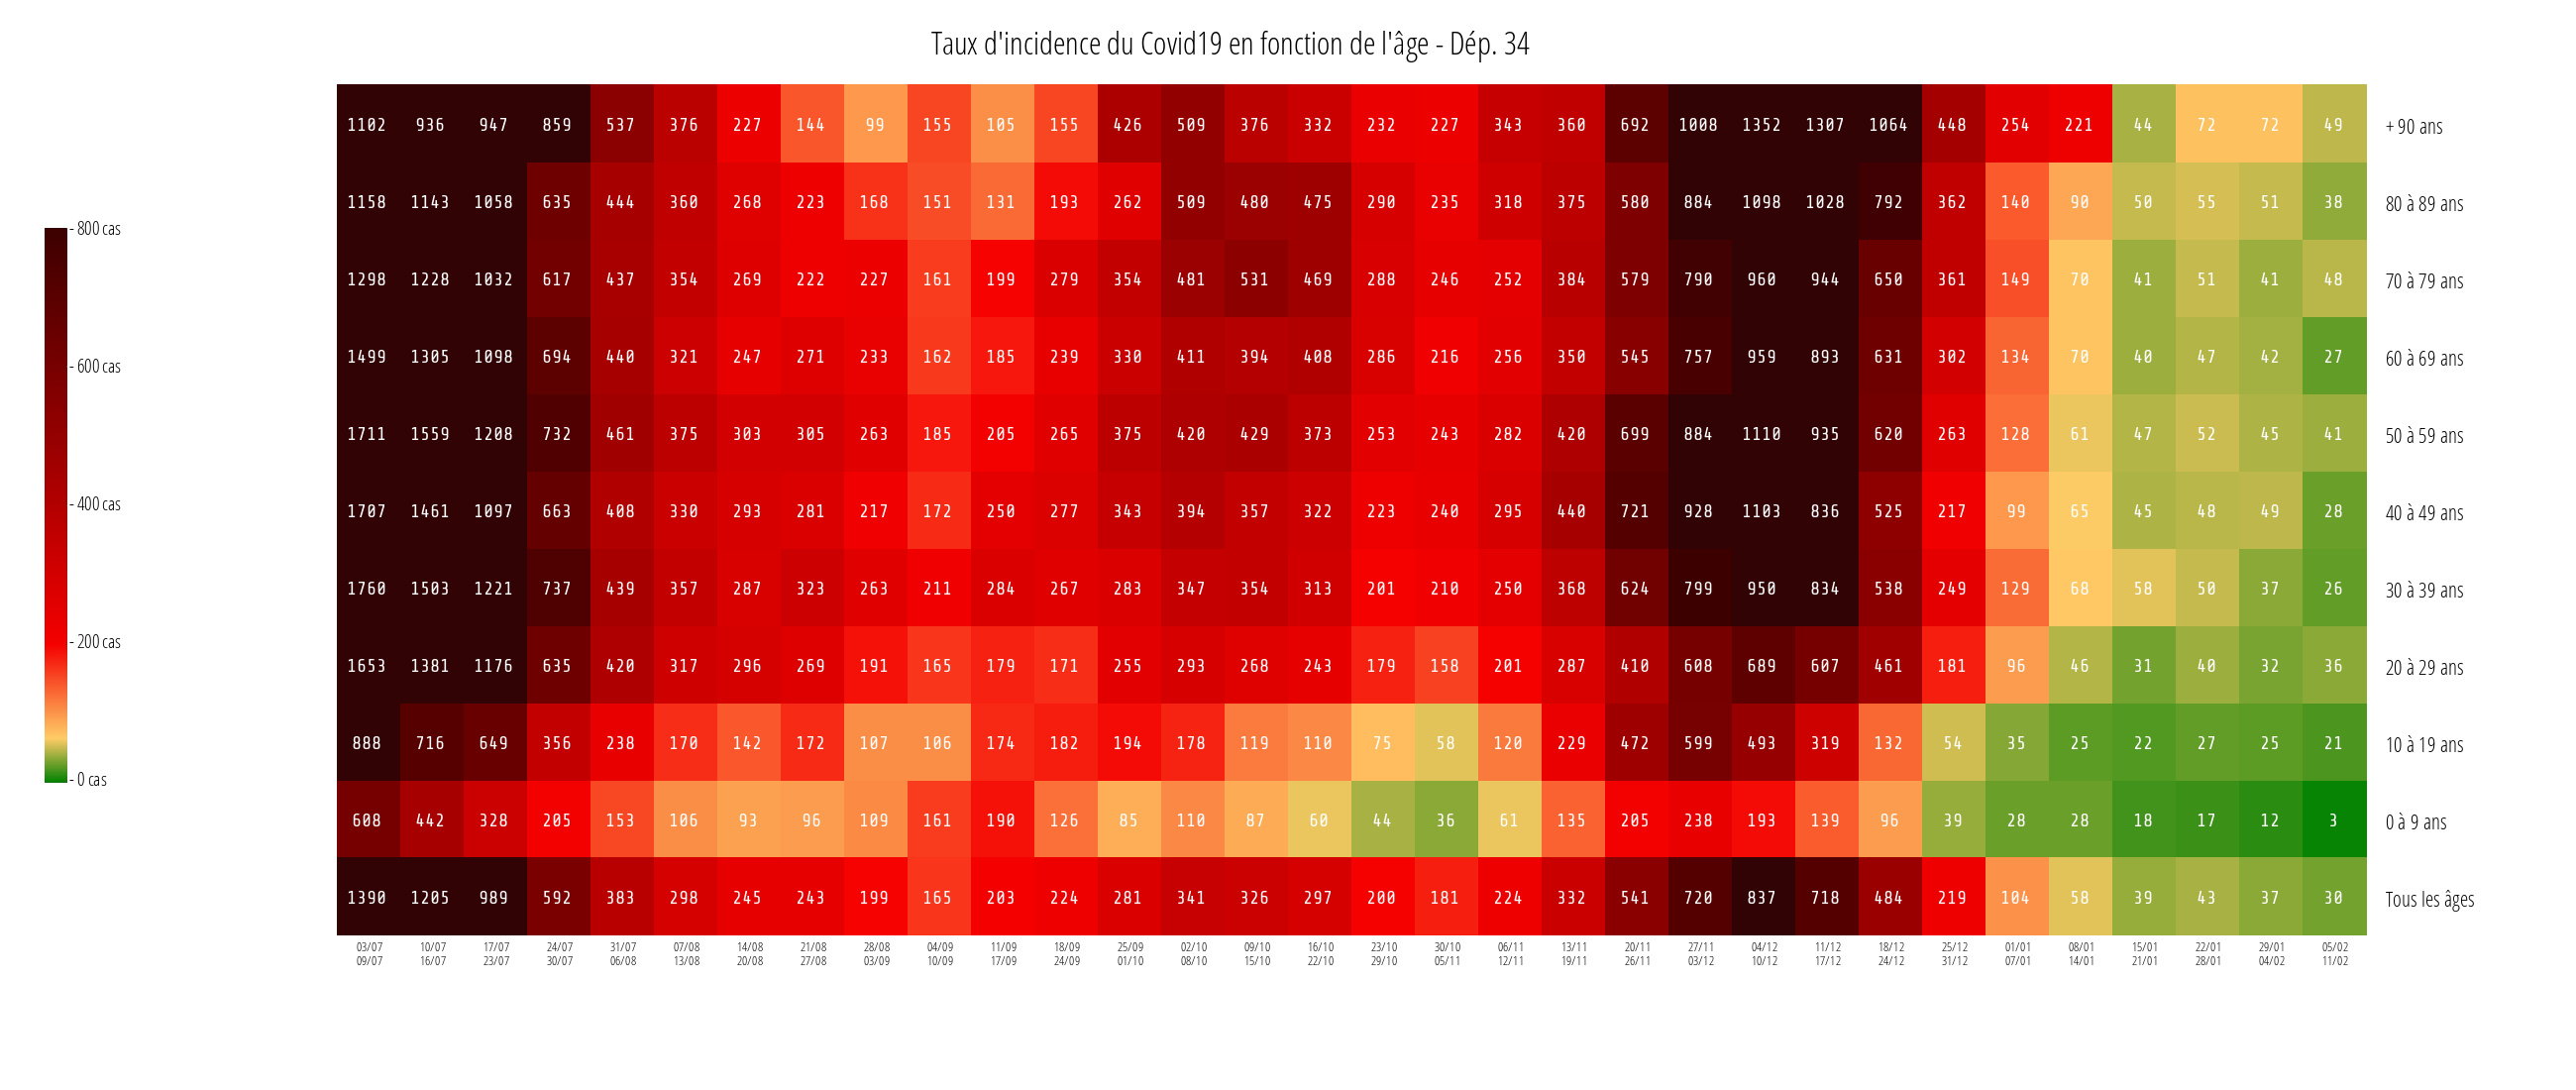 Taux d'incidence du Covid19 en fonction de l'âge - Dép. 34
1102 936 947 859 537 376 227 144 99 155 105 155 426 509 376 332 232 227 343 360 692 1008 1352 1307 1064 448 254 221 44 72 72 49 + 90 ans
1158 1143 1058 635 444 360 268 223 168 151 131 193 262 509 480 475 290 235 318 375 580 884 1098 1028 792 362 140 90 50 55 51 38 80 à 89 ans
- 800 cas
1298 1228 1032 617 437 354 269 222 227 161 199 279 354 481 531 469 288 246 252 384 579 790 960 944 650 361 149 70 41 51 41 48 70 à 79 ans
1499 1305 1098 694 440 321 247 271 233 162 185 239 330 411 394 408 286 216 256 350 545 757 959 893 631 302 134 70 40 47 42 27 60 à 69 ans
- 600 cas
1711 1559 1208 732 461 375 303 305 263 185 205 265 375 420 429 373 253 243 282 420 699 884 1110 935 620 263 128 61 47 52 45 41 50 à 59 ans
- 400 cas
1707 1461 1097 663 408 330 293 281 217 172 250 277 343 394 357 322 223 240 295 440 721 928 1103 836 525 217 99 65 45 48 49 28 40 à 49 ans
1760 1503 1221 737 439 357 287 323 263 211 284 267 283 347 354 313 201 210 250 368 624 799 950 834 538 249 129 68 58 50 37 26 30 à 39 ans
- 200 cas
1653 1381 1176 635 420 317 296 269 191 165 179 171 255 293 268 243 179 158 201 287 410 608 689 607 461 181 96 46 31 40 32 36 20 à 29 ans
888 716 649 356 238 170 142 172 107 106 174 182 194 178 119 110 75 58 120 229 472 599 493 319 132 54 35 25 22 27 25 21 10 à 19 ans
- 0 cas
608 442 328 205 153 106 93 96 109 161 190 126 85 110 87 60 44 36 61 135 205 238 193 139 96 39 28 28 18 17 12 3 0 à 9 ans
1390 1205 989 592 383 298 245 243 199 165 203 224 281 341 326 297 200 181 224 332 541 720 837 718 484 219 104 58 39 43 37 30 Tous les âges
03/07 10/07 17/07 24/07 31/07 07/08 14/08 21/08 28/08 04/09 11/09 18/09 25/09 02/10 09/10 16/10 23/10 30/10 06/11 13/11 20/11 27/11 04/12 11/12 18/12 25/12 01/01 08/01 15/01 22/01 29/01 05/02
09/07 16/07 23/07 30/07 06/08 13/08 20/08 27/08 03/09 10/09 17/09 24/09 01/10 08/10 15/10 22/10 29/10 05/11 12/11 19/11 26/11 03/12 10/12 17/12 24/12 31/12 07/01 14/01 21/01 28/01 04/02 11/02